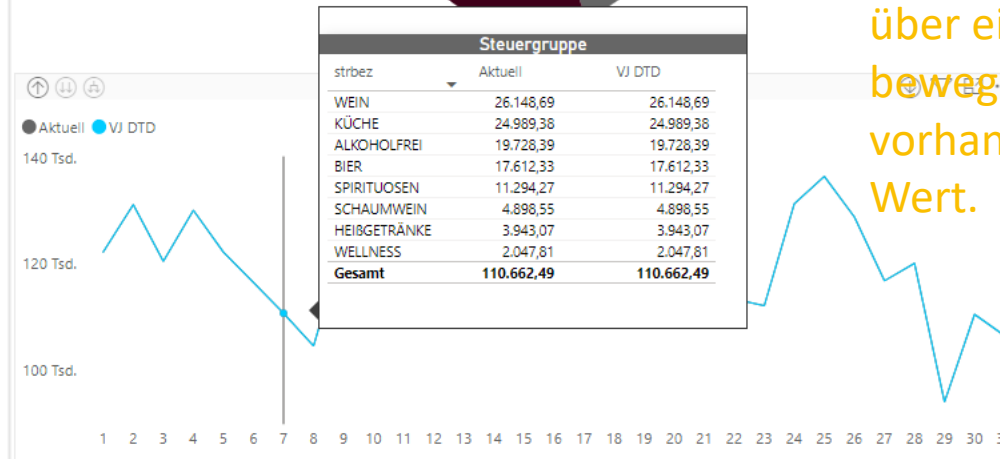 über
beweg
Wert.
Steuergruppe
strbez Aktuell VJ DTD
WEIN 26.148,69 26.148,69
KÜCHE 24.989,38 24.989,38
ALKOHOLFREI 19.728,39 19.728,39
BIER 17.612,33 17.612,33
SPIRITUOSEN 11.294,27 11.294,27
SCHAUMWEIN 4.898,55 4.898,55
HEIßGETRÄNKE 3.943,07 3.943,07
WELLNESS 2.047,81 2.047,81
Gesamt 110.662,49 110.662,49
Aktuell VJ DTD
140 Tsd.
120 Tsd.
100 Tsd.
1 2 3 4 5 6 7 8 9 10 11 12 13 14 15 16 17 18 19 20 21 22 23 24 25 26 27 28 29 30